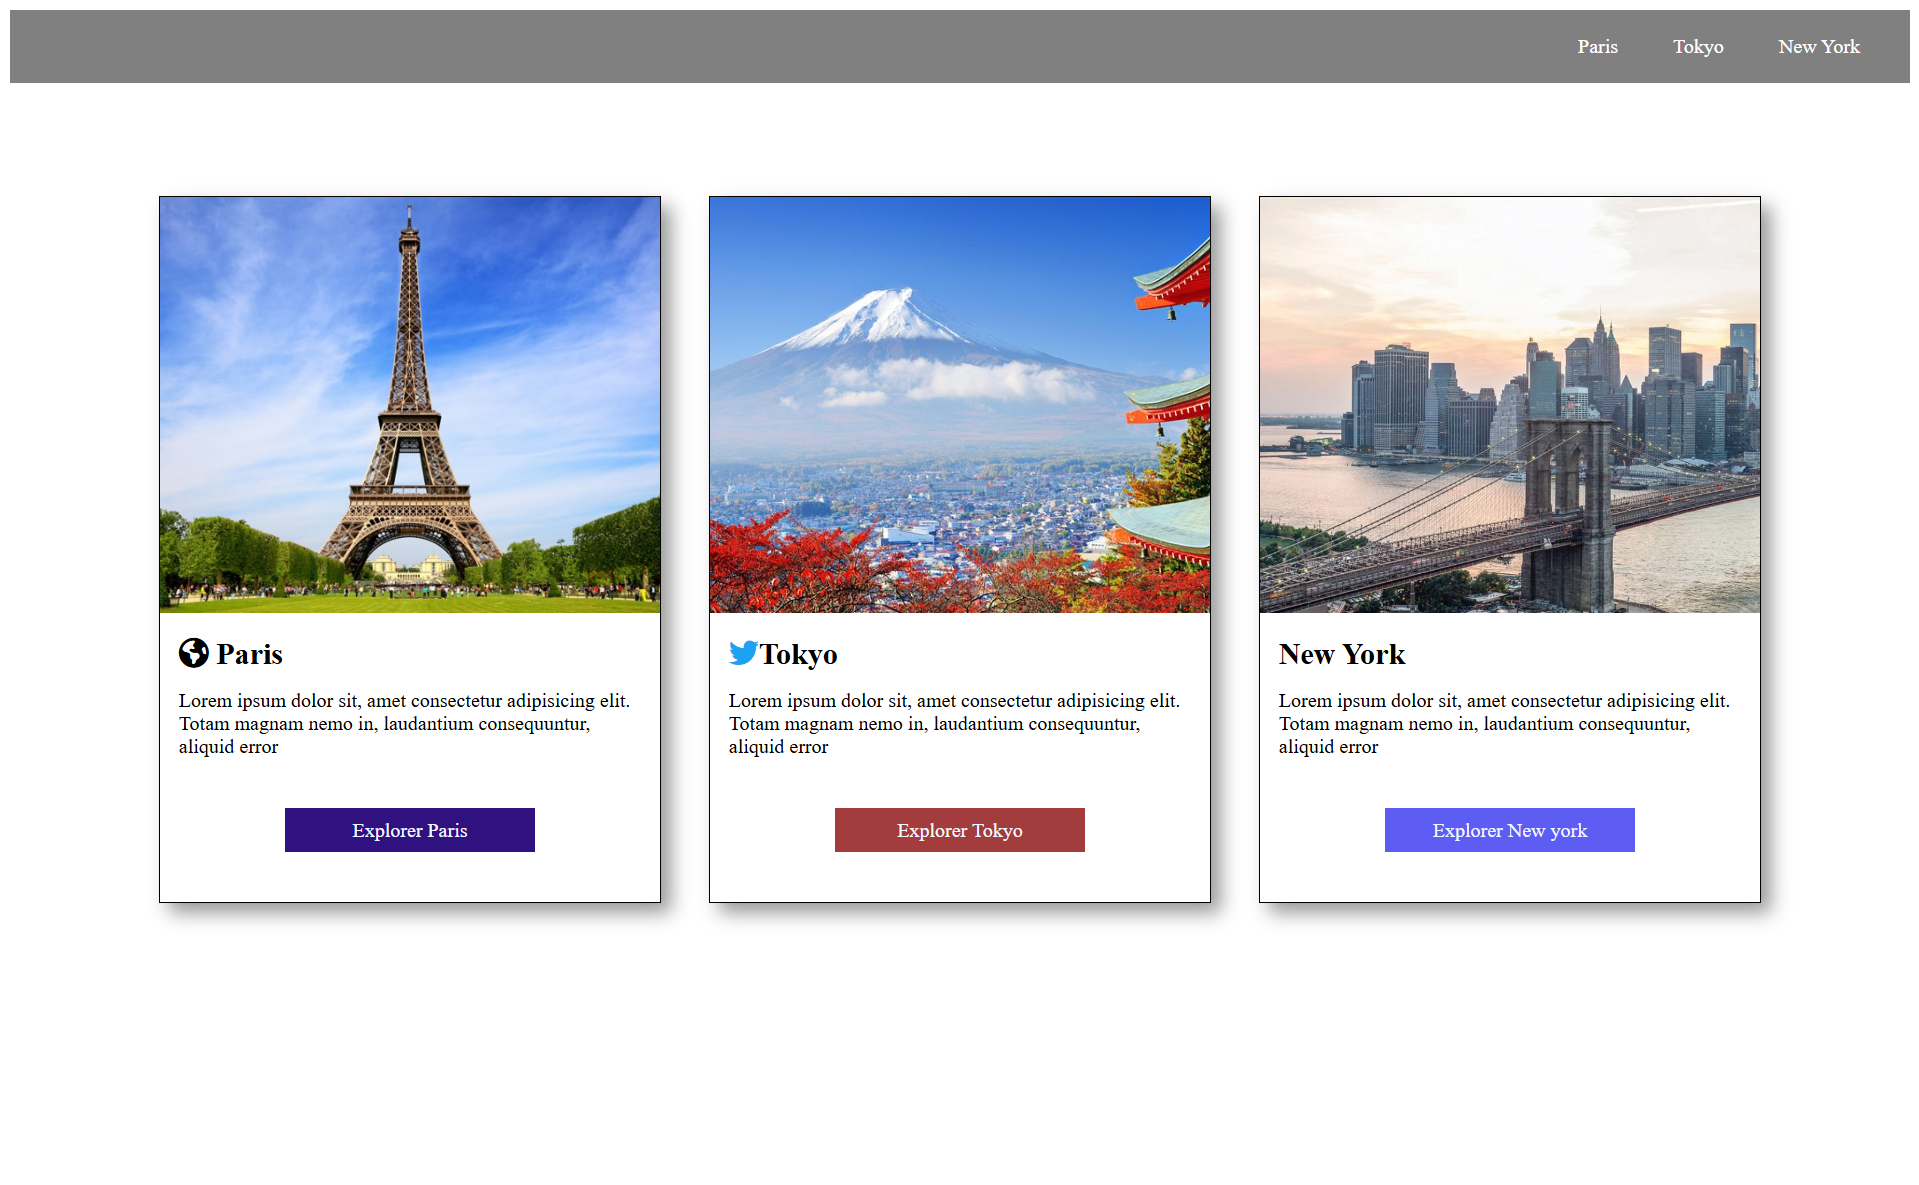 Paris Tokyo New York
Paris
Lorem ipsum dolor sit, amet consectetur adipisicing elit.
Totam magnam nemo in, laudantium consequuntur,
aliquid error
Explorer Paris
Tokyo
Lorem ipsum dolor sit, amet consectetur adipisicing elit.
Totam magnam nemo in, laudantium consequuntur,
aliquid error
Explorer Tokyo
New York
Lorem ipsum dolor sit, amet consectetur adipisicing elit.
Totam magnam nemo in, laudantium consequuntur,
aliquid error
Explorer New york